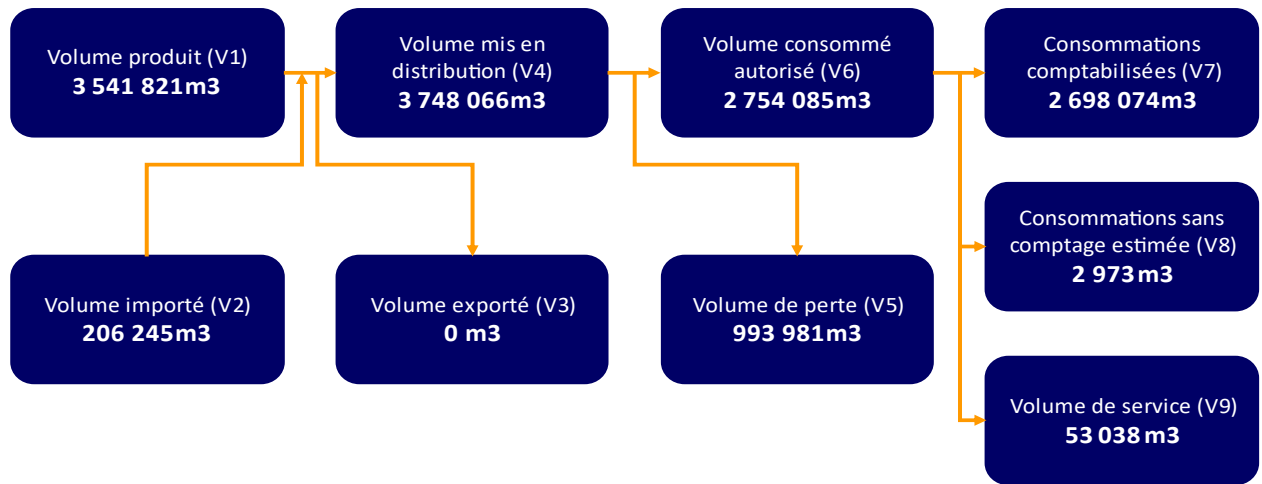 Volume produit (V1)
3 541 821m3
Volume mis en
distribution (V4)
3 748 066m3
Volume consommé
autorisé (V6)
2 754 085m3
Consommations
comptabilisées (V7)
2 698 074m3
Consommations sans
comptage estimée (V8)
2 973m3
Volume importé (V2)
206 245m3
Volume exporté (V3)
0 m3
Volume de perte (V5)
993 981m3
Volume de service (V9)
53 038m3